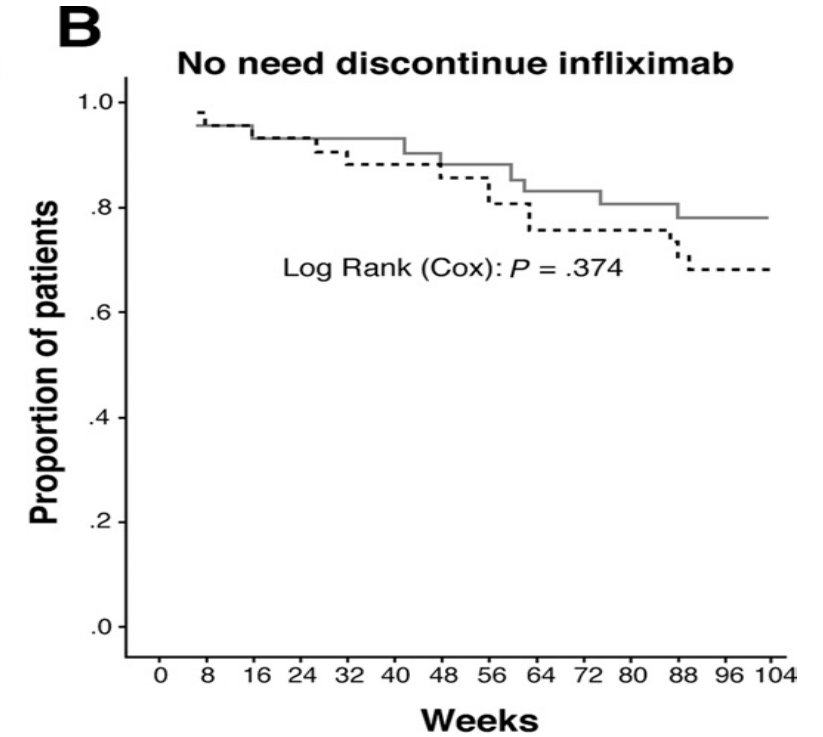 B
No need discontinue infliximab
1.0
.8
.6
.4
.2
.0
Proportion of patients
Log Rank (Cox): P = .374
0 8 16 24 32 40 48 56 64 72 80 88 96 104
Weeks